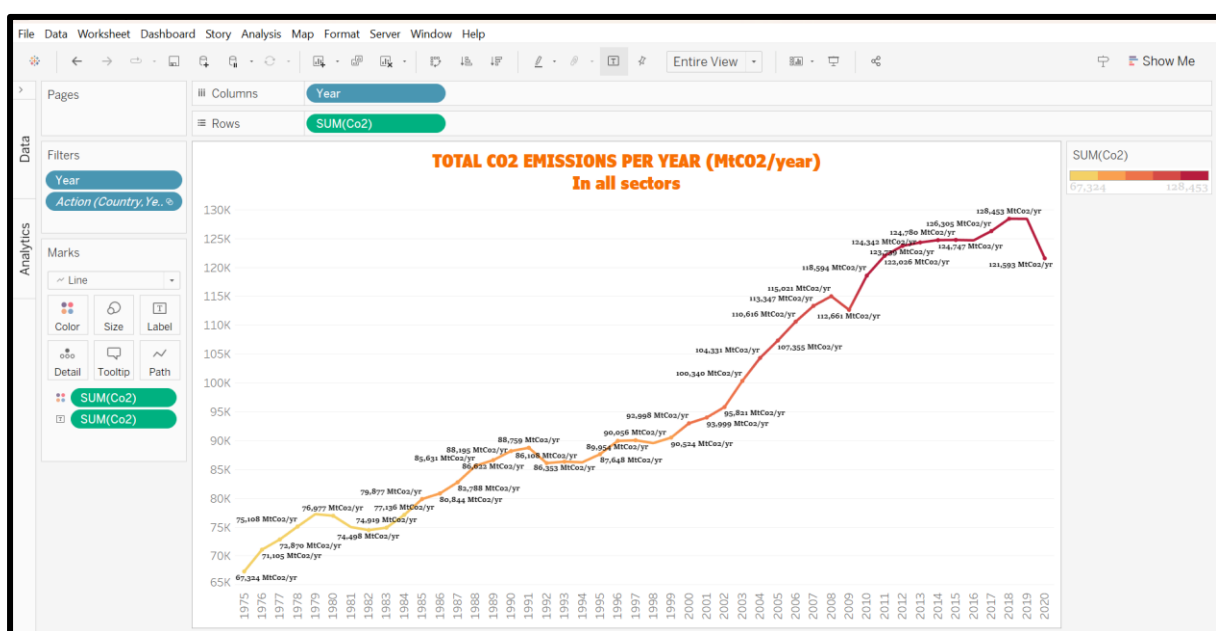 File Data Worksheet Dashboard Story Analysis Map Format Server Window Help
Entire View
Show Me
Pages
Columns Year
Rows SUM(Co2)
Data
Analytics
Filters
Year
Action (Country,Ye..
Marks
Line
Color Size Label
Detail Tooltip Path
SUM(Co2)
SUM(Co2)
TOTAL CO2 EMISSIONS PER YEAR (MtCO2/year)
In all sectors
130K
125K
120K
115K
110K
105K
100K
95K
90K
85K
80K
75K
70K
65K
67,324 MtCo2/yr
71,105 MtCo2/yr
72,870 MtCo2/yr
75,108 MtCo2/yr
76,977 MtCo2/yr
74,919 MtCo2/yr
74,498 MtCo2/yr
77,136 MtCo2/yr
79,877 MtCo2/yr
80,844 MtCo2/yr
82,788 MtCo2/yr
85,631 MtCo2/yr
86,622 MtCo2/yr
88,195 MtCo2/yr
88,759 MtCo2/yr
86,108 MtCo2/yr
86,353 MtCo2/yr
87,648 MtCo2/yr
89,954 MtCo2/yr
90,056 MtCo2/yr
90,524 MtCo2/yr
92,998 MtCo2/yr
93,999 MtCo2/yr
95,821 MtCo2/yr
100,340 MtCo2/yr
104,331 MtCo2/yr
107,355 MtCo2/yr
110,616 MtCo2/yr
113,347 MtCo2/yr
115,021 MtCo2/yr
112,661 MtCo2/yr
118,594 MtCo2/yr
122,026 MtCo2/yr
MtCo2/yr
124,342 MtCo2/yr
124,780 MtCo2/yr
124,747 MtCo2/yr
126,305 MtCo2/yr
128,453 MtCo2/yr
121,593 MtCo2/yr
1975
1976
1977
1978
1979
1980
1981
1982
1983
1984
1985
1986
1987
1988
1989
1990
1991
1992
1993
1994
1995
1996
1997
1998
1999
2000
2001
2002
2003
2004
2005
2006
2007
2008
2009
2010
2011
2012
2013
2014
2015
2016
2017
2018
2019
2020
SUM(Co2)
67,324 128,453